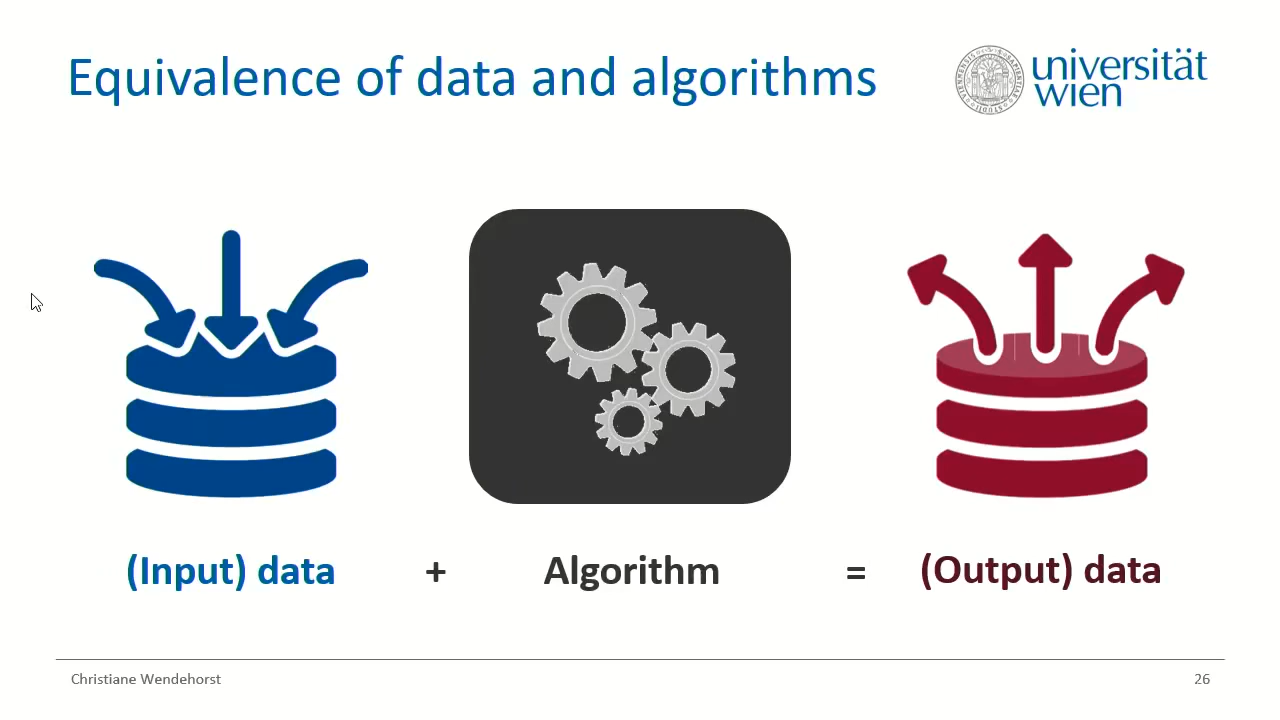 Equivalence of data and algorithms
universität
wien
(Input) data + Algorithm = (Output) data
Christiane Wendehorst 26